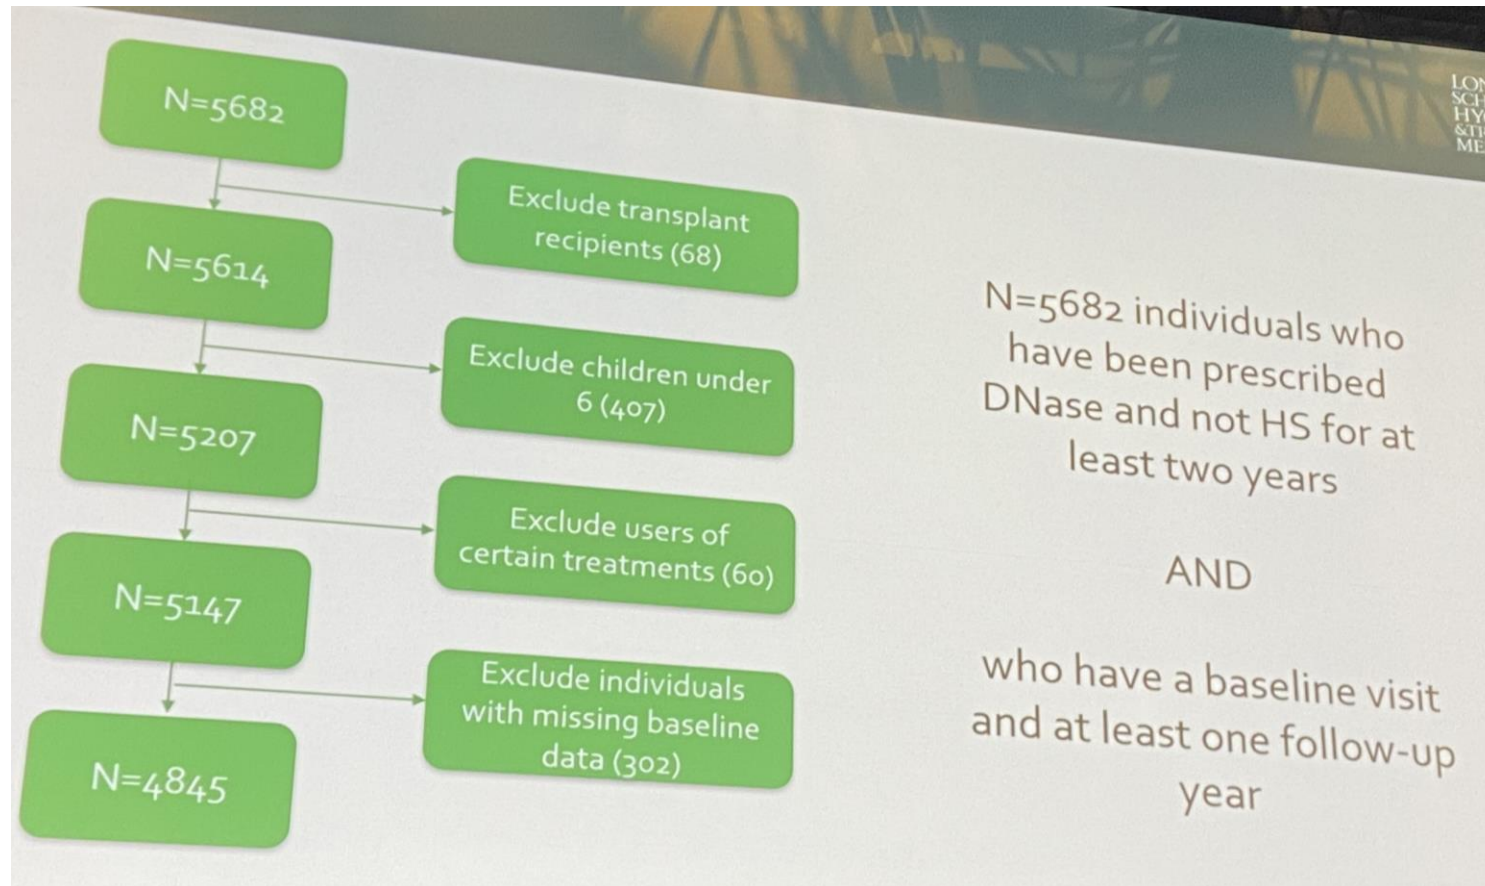 N=5682
Exclude transplant
recipients (68)
N=5614
Exclude children under
6 (407)
N=5207
Exclude users of
certain treatments (60)
N=5147
Exclude individuals
with missing baseline
data (302)
N=4845
N=5682 individuals who
have been prescribed
DNase and not HS for at
least two years
AND
who have a baseline visit
and at least one follow-up
year